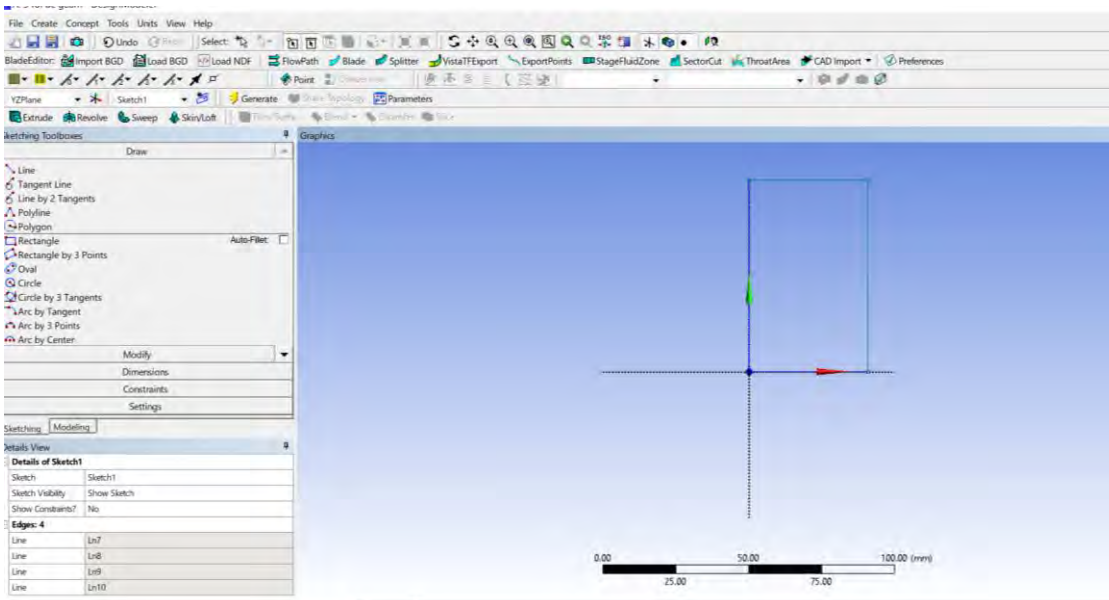 File Create Concept Tools Units View Help
Undo Select:
BladeEditor: Import BGD Load BGD Load NDF FlowPath Blade Splitter VistaTFExport ExportPoints StageFluidZone SectorCut ThroatArea CAD Import Preferences
Point
YZPlane Sketch1 Generate Share Topology Parameters
Extrude Revolve Sweep Skin/Loft
Sketching Toolboxes Graphics
Draw
Line
Tangent Line
Line by 2 Tangents
Polyline
Polygon
Rectangle Auto-Fillet:
Rectangle by 3 Points
Oval
Circle
Circle by 3 Tangents
Arc by Tangent
Arc by 3 Points
Arc by Center
Modify
Dimensions
Constraints
Settings
Sketching Modeling
Details View
Details of Sketch1
Sketch Sketch1
Sketch Visibility Show Sketch
Show Constraints? No
Edges: 4
Line Ln7
Line Ln8
Line Ln9
Line Ln10
0.00 50.00 100.00 (mm)
25.00 75.00